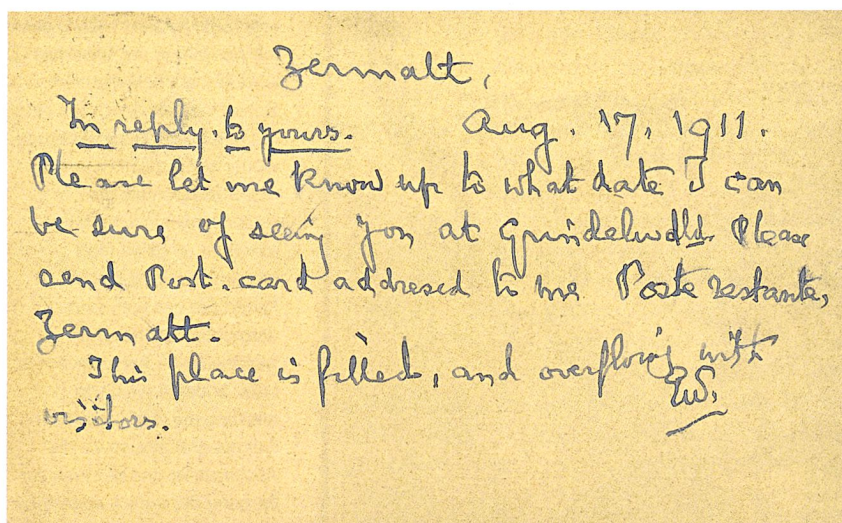 Zermatt,
In reply. to yours. Aug. 17, 1911.
Please let me know up to what date I can
be sure of seeing you at Grindelwald. Please
send Post.card addresed to me Poste restante,
Zermatt.
This place is filled, and overflowing with
visitors.